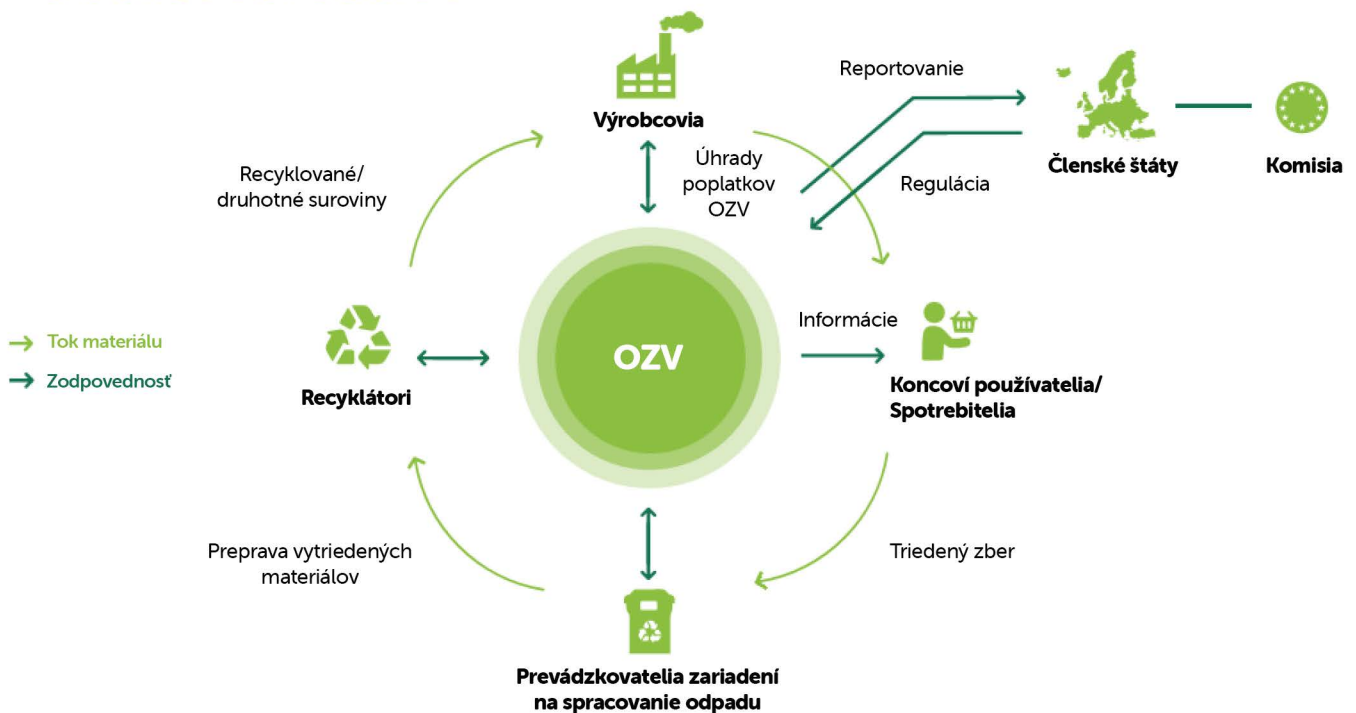 Reportovanie
Výrobcovia
Členské štáty
Komisia
Recyklované/
druhotné suroviny
Úhrady
poplatkov
OZV
Regulácia
Informácie
Tok materiálu
Zodpovednosť
OZV
Recyklátori
Koncoví používatelia/
Spotrebitelia
Preprava vytriedených
materiálov
Triedený zber
Prevádzkovatelia zariadení
na spracovanie odpadu